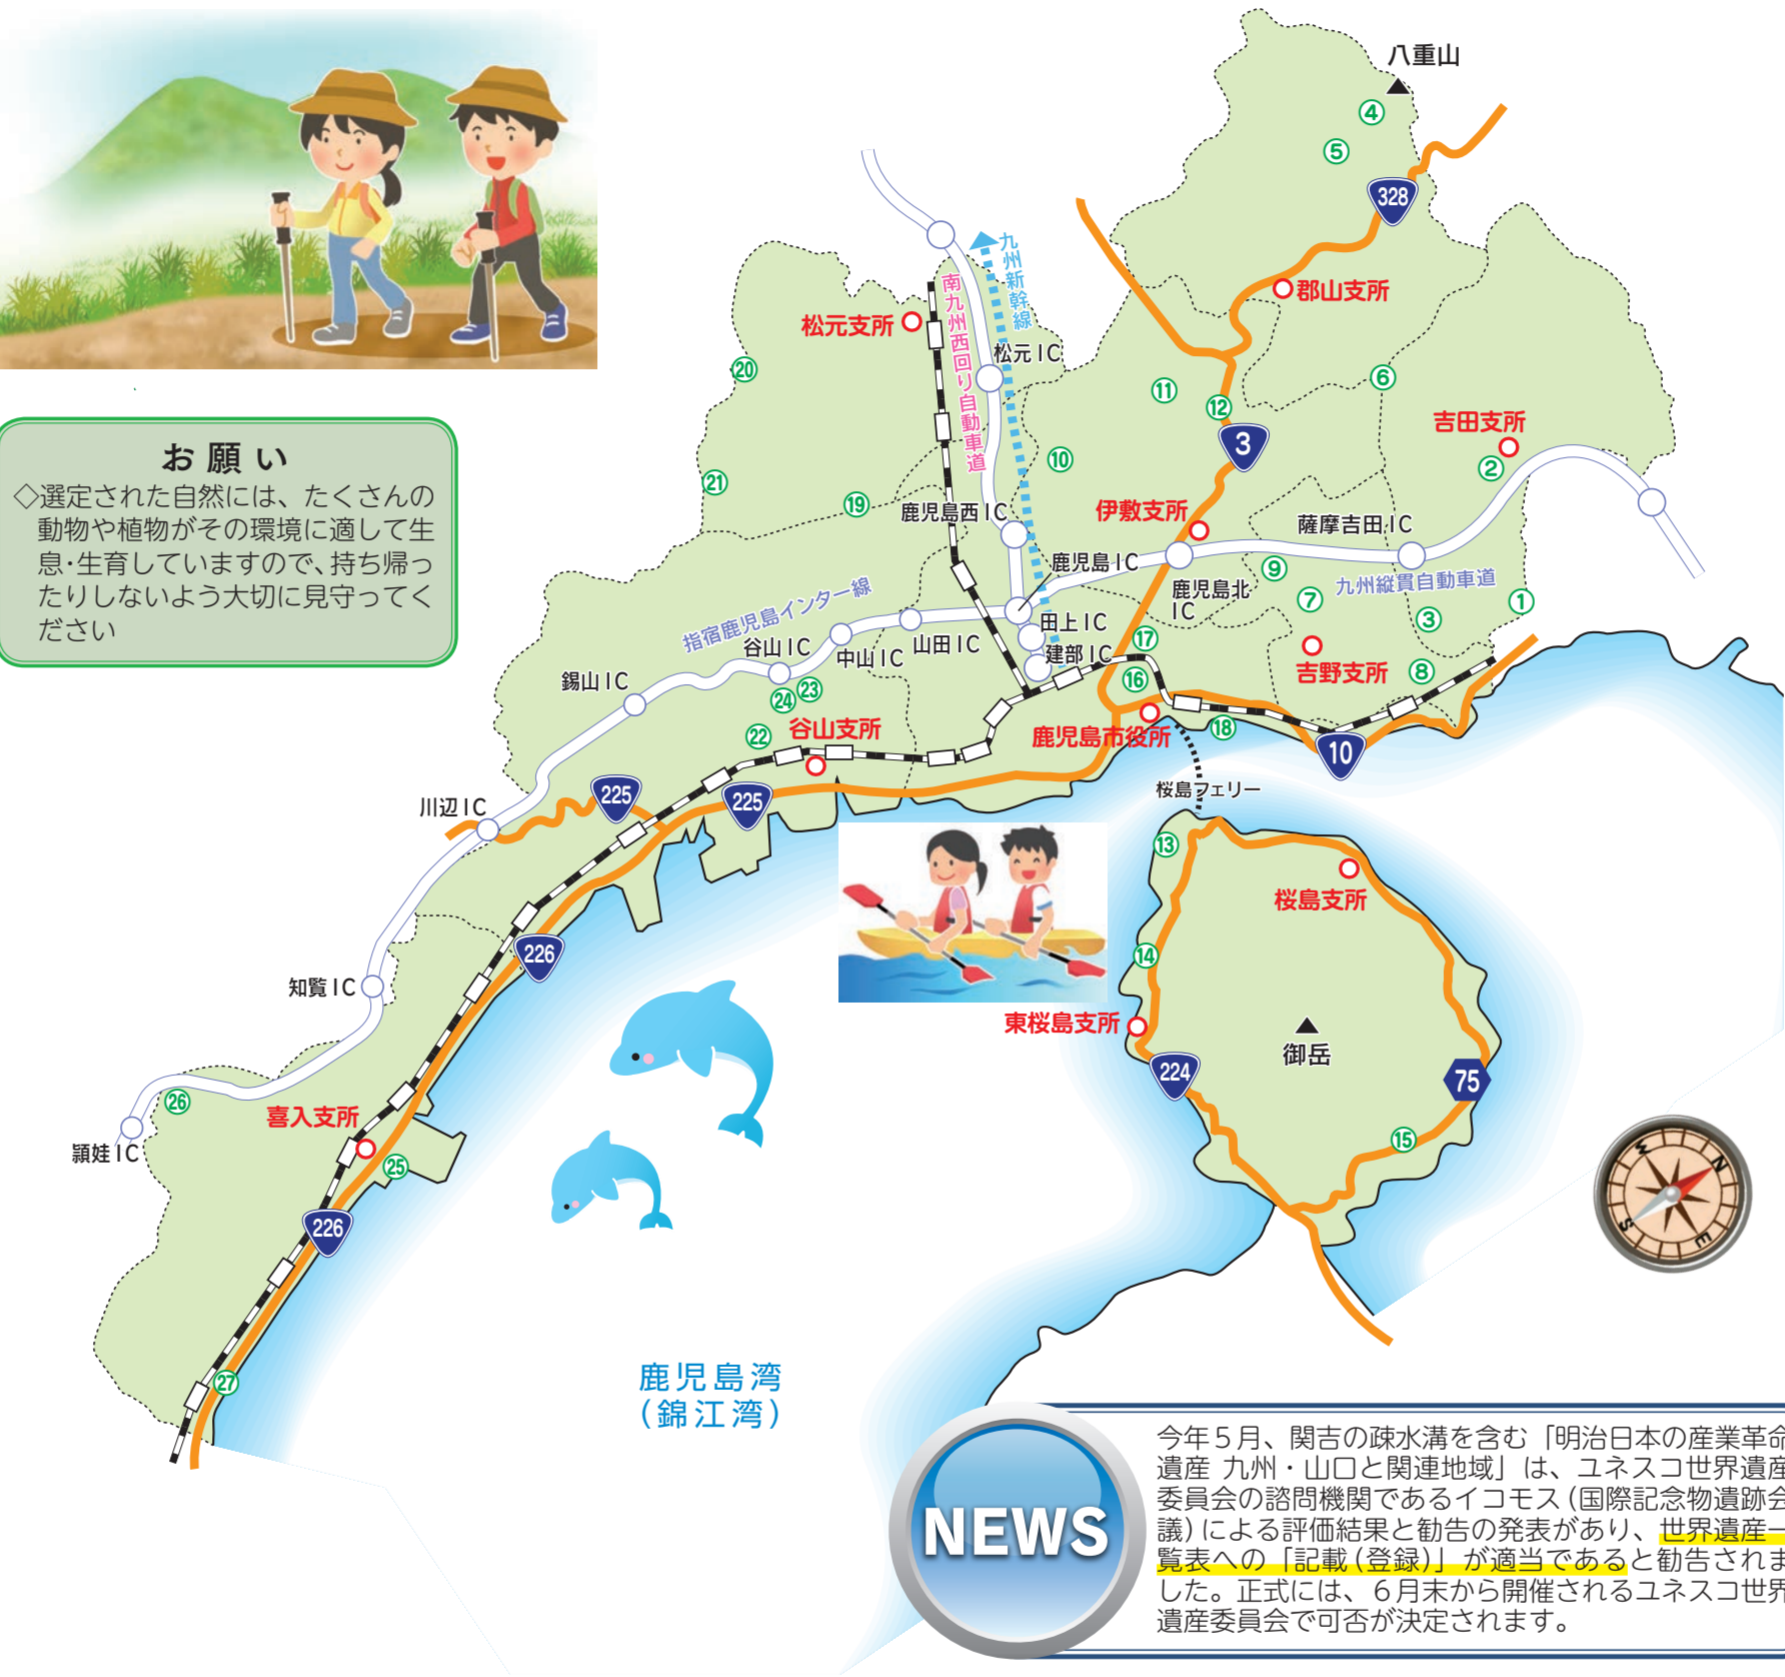 八重山
④
⑤
328
九州新幹線
南九州西回り自動車道
郡山支所
松元支所
松元IC
⑳
⑪
⑫
⑥
お願い
◇選定された自然には、たくさんの
動物や植物がその環境に適して生
息・生育していますので、持ち帰っ
たりしないよう大切に見守ってく
ださい
3
吉田支所
②
⑩
㉑
⑲
鹿児島西IC
伊敷支所
薩摩吉田IC
鹿児島IC
⑨
九州縦貫自動車道
鹿児島北
IC
⑦
①
③
指宿鹿児島インター線
田上IC
谷山IC
中山IC
山田IC
建部IC
⑰
吉野支所
⑧
錫山IC
㉔
㉓
⑯
㉒
谷山支所
鹿児島市役所
⑱
10
225
225
川辺IC
桜島フェリー
⑬
桜島支所
226
⑭
知覧IC
東桜島支所
御岳
224
75
㉖
喜入支所
頴娃IC
⑮
㉕
N
W
S
E
226
㉗
鹿児島湾
(錦江湾)
NEWS
今年5月、関吉の疎水溝を含む「明治日本の産業革命
遺産 九州・山口と関連地域」は、ユネスコ世界遺産
委員会の諮問機関であるイコモス(国際記念物遺跡会
議)による評価結果と勧告の発表があり、世界遺産一
覧表への「記載(登録)」が適当であると勧告されま
した。正式には、6月末から開催されるユネスコ世界
遺産委員会で可否が決定されます。